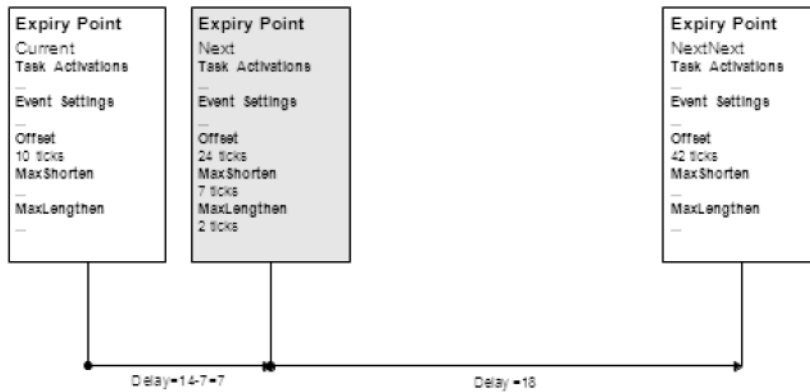 Expiry Point
Current
Task Activations
...
Event Settings
...
Offset
10 ticks
MaxShorten
...
MaxLengthen
...
Expiry Point
Next
Task Activations
...
Event Settings
...
Offset
24 ticks
MaxShorten
7 ticks
MaxLengthen
2 ticks
Expiry Point
NextNext
Task Activations
...
Event Settings
...
Offset
42 ticks
MaxShorten
...
MaxLengthen
...
Delay=14-7=7
Delay =18